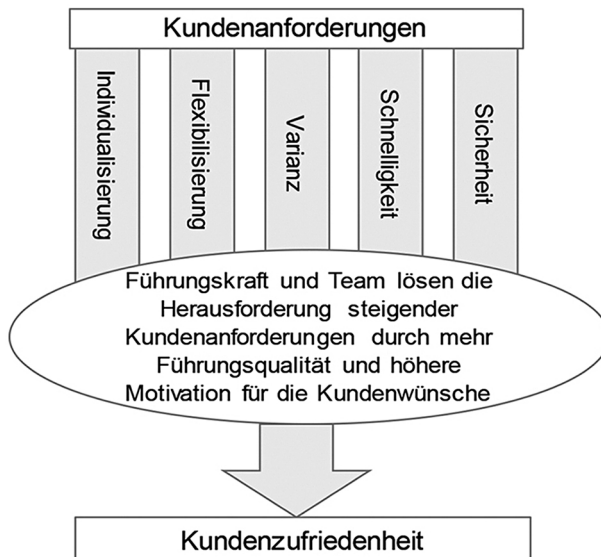 Kundenanforderungen
Individualisierung
Flexibilisierung
Varianz
Schnelligkeit
Sicherheit
Führungskraft und Team lösen die
Herausforderung steigender
Kundenanforderungen durch mehr
Führungsqualität und höhere
Motivation für die Kundenwünsche
Kundenzufriedenheit